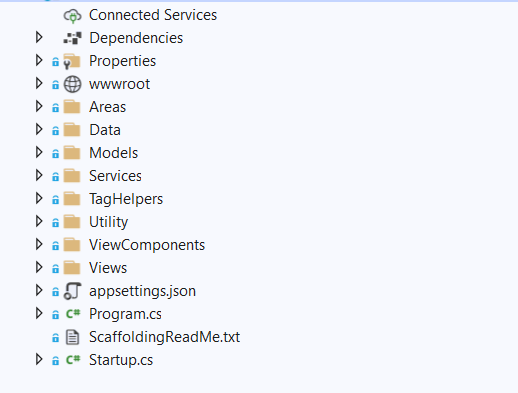 Connected Services
Dependencies
Properties
wwwroot
Areas
Data
Models
Services
TagHelpers
Utility
ViewComponents
Views
appsettings.json
C# Program.cs
ScaffoldingReadMe.txt
C# Startup.cs